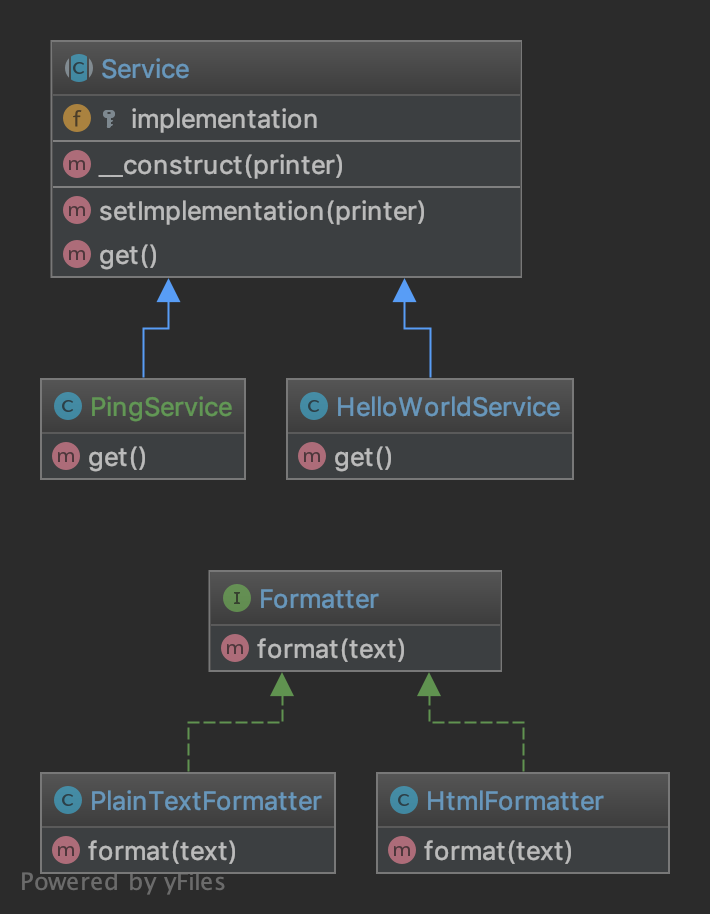 C Service
f implementation
m __construct(printer)
m setImplementation(printer)
m get()
C PingService
m get()
C HelloWorldService
m get()
I Formatter
m format(text)
C PlainTextFormatter
m format(text)
C HtmlFormatter
m format(text)
Powered by yFiles